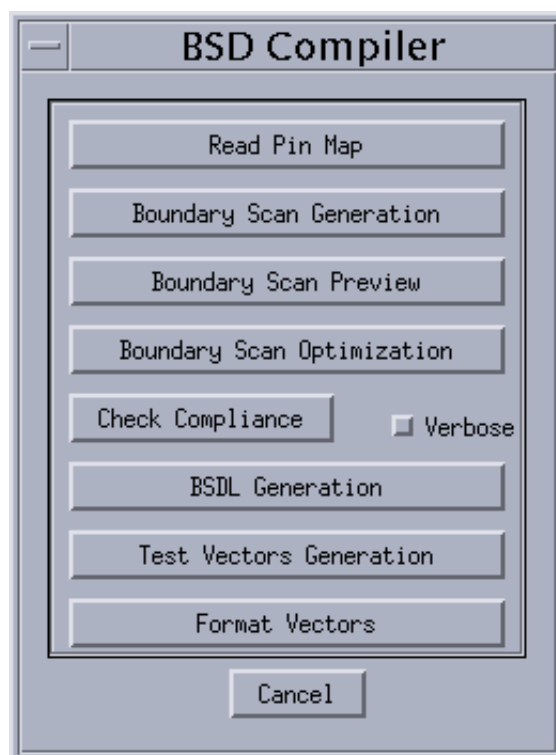 BSD Compiler
Read Pin Map
Boundary Scan Generation
Boundary Scan Preview
Boundary Scan Optimization
Check Compliance
Verbose
BSDL Generation
Test Vectors Generation
Format Vectors
Cancel